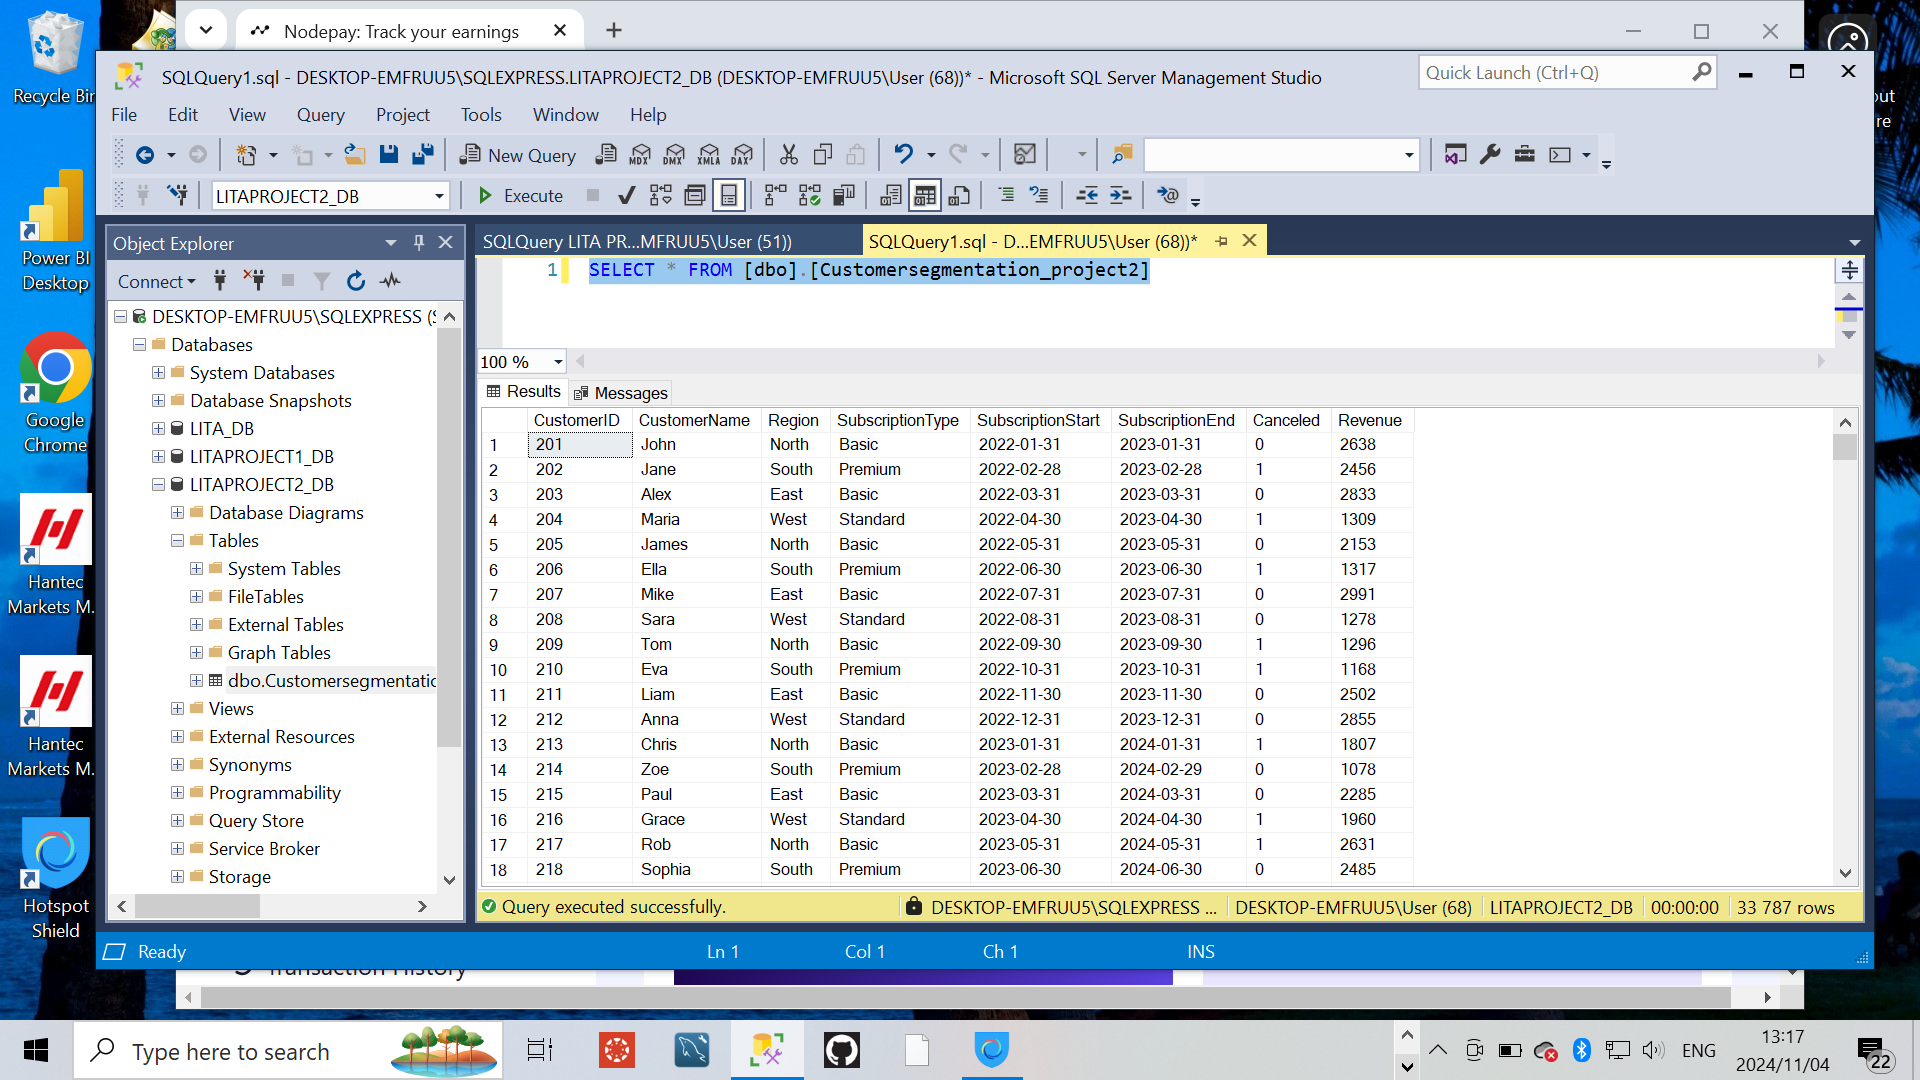 Nodepay: Track your earnings
SQLQuery1.sql - DESKTOP-EMFRUU5\SQLEXPRESS.LITAPROJECT2_DB (DESKTOP-EMFRUU5\User (68))* - Microsoft SQL Server Management Studio
Quick Launch (Ctrl+Q)
File Edit View Query Project Tools Window Help
New Query MDX DMX XMLA DAX
LITAPROJECT2_DB Execute
Object Explorer
Connect
DESKTOP-EMFRUU5\SQLEXPRESS (S
Databases
System Databases
Database Snapshots
LITA_DB
LITAPROJECT1_DB
LITAPROJECT2_DB
Database Diagrams
Tables
System Tables
FileTables
External Tables
Graph Tables
dbo.Customersegmentatio
Views
External Resources
Synonyms
Programmability
Query Store
Service Broker
Storage
SQLQuery LITA PR...MFRUU5\User (51))
SQLQuery1.sql - D...EMFRUU5\User (68))*
1 SELECT * FROM [dbo].[Customersegmentation_project2]
100 %
Results Messages
CustomerID CustomerName Region SubscriptionType SubscriptionStart SubscriptionEnd Canceled Revenue
1 201 John North Basic 2022-01-31 2023-01-31 0 2638
2 202 Jane South Premium 2022-02-28 2023-02-28 1 2456
3 203 Alex East Basic 2022-03-31 2023-03-31 0 2833
4 204 Maria West Standard 2022-04-30 2023-04-30 1 1309
5 205 James North Basic 2022-05-31 2023-05-31 0 2153
6 206 Ella South Premium 2022-06-30 2023-06-30 1 1317
7 207 Mike East Basic 2022-07-31 2023-07-31 0 2991
8 208 Sara West Standard 2022-08-31 2023-08-31 0 1278
9 209 Tom North Basic 2022-09-30 2023-09-30 1 1296
10 210 Eva South Premium 2022-10-31 2023-10-31 1 1168
11 211 Liam East Basic 2022-11-30 2023-11-30 0 2502
12 212 Anna West Standard 2022-12-31 2023-12-31 0 2855
13 213 Chris North Basic 2023-01-31 2024-01-31 1 1807
14 214 Zoe South Premium 2023-02-28 2024-02-29 0 1078
15 215 Paul East Basic 2023-03-31 2024-03-31 0 2285
16 216 Grace West Standard 2023-04-30 2024-04-30 1 1960
17 217 Rob North Basic 2023-05-31 2024-05-31 1 2631
18 218 Sophia South Premium 2023-06-30 2024-06-30 0 2485
Query executed successfully. DESKTOP-EMFRUU5\SQLEXPRESS ... DESKTOP-EMFRUU5\User (68) LITAPROJECT2_DB 00:00:00 33 787 rows
Ready Ln 1 Col 1 Ch 1 INS
Transaction History
Recycle Bin
Power BI
Desktop
Google
Chrome
Hantec
Markets M...
Hantec
Markets M...
Hotspot
Shield
out
re
Type here to search
ENG
13:17
2024/11/04
22